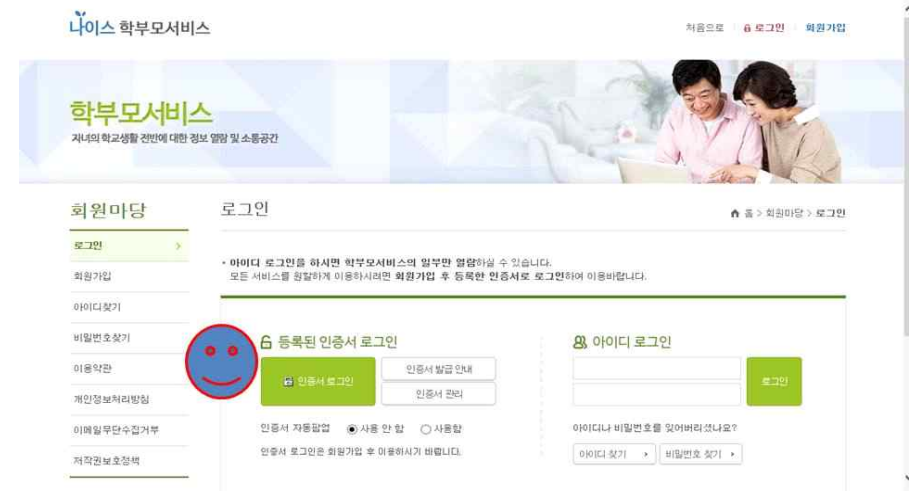 나이스 학부모서비스
처음으로 로그인 회원가입
학부모서비스
자녀의 학교생활 전반에 대한 정보 열람 및 소통공간
회원마당
로그인
회원가입
아이디찾기
비밀번호찾기
이용약관
개인정보처리방침
이메일무단수집거부
저작권보호정책
로그인
홈 > 회원마당 > 로그인
• 아이디 로그인을 하시면 학부모서비스의 일부만 열람하실 수 있습니다.
모든 서비스를 원할하게 이용하시려면 회원가입 후 등록한 인증서로 로그인하여 이용바랍니다.
등록된 인증서 로그인
인증서 로그인
인증서 발급 안내
인증서 관리
인증서 자동팝업 사용 안 함 사용함
인증서 로그인은 회원가입 후 이용하시기 바랍니다.
아이디 로그인
로그인
아이디나 비밀번호를 잊어버리셨나요?
아이디 찾기 비밀번호 찾기